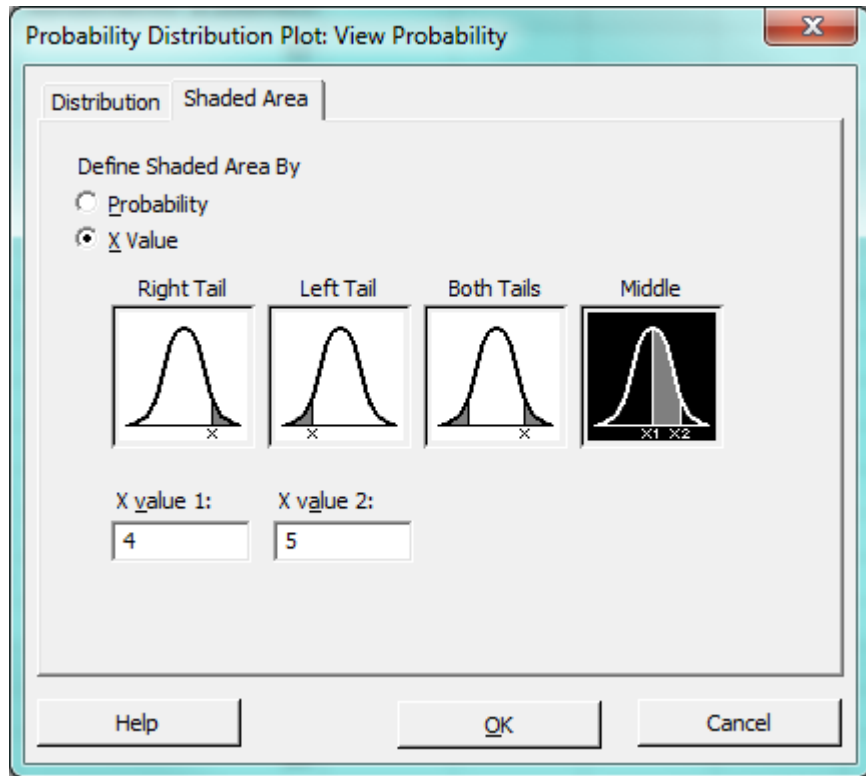 Probability Distribution Plot: View Probability
Distribution Shaded Area
Define Shaded Area By
Probability
X Value
Right Tail Left Tail Both Tails Middle
X X X X1 X2
X value 1: X value 2:
4 5
Help OK Cancel